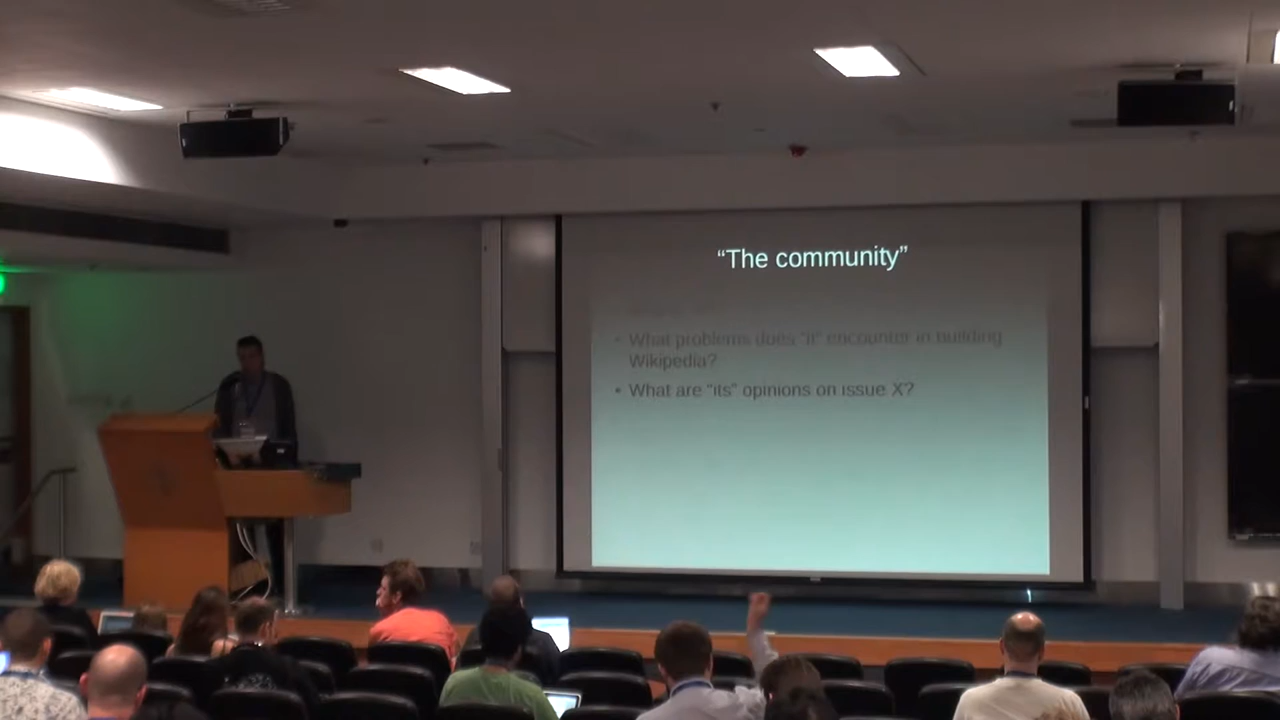 “The community”
• What problems does "it" encounter in building
Wikipedia?
• What are "its" opinions on issue X?